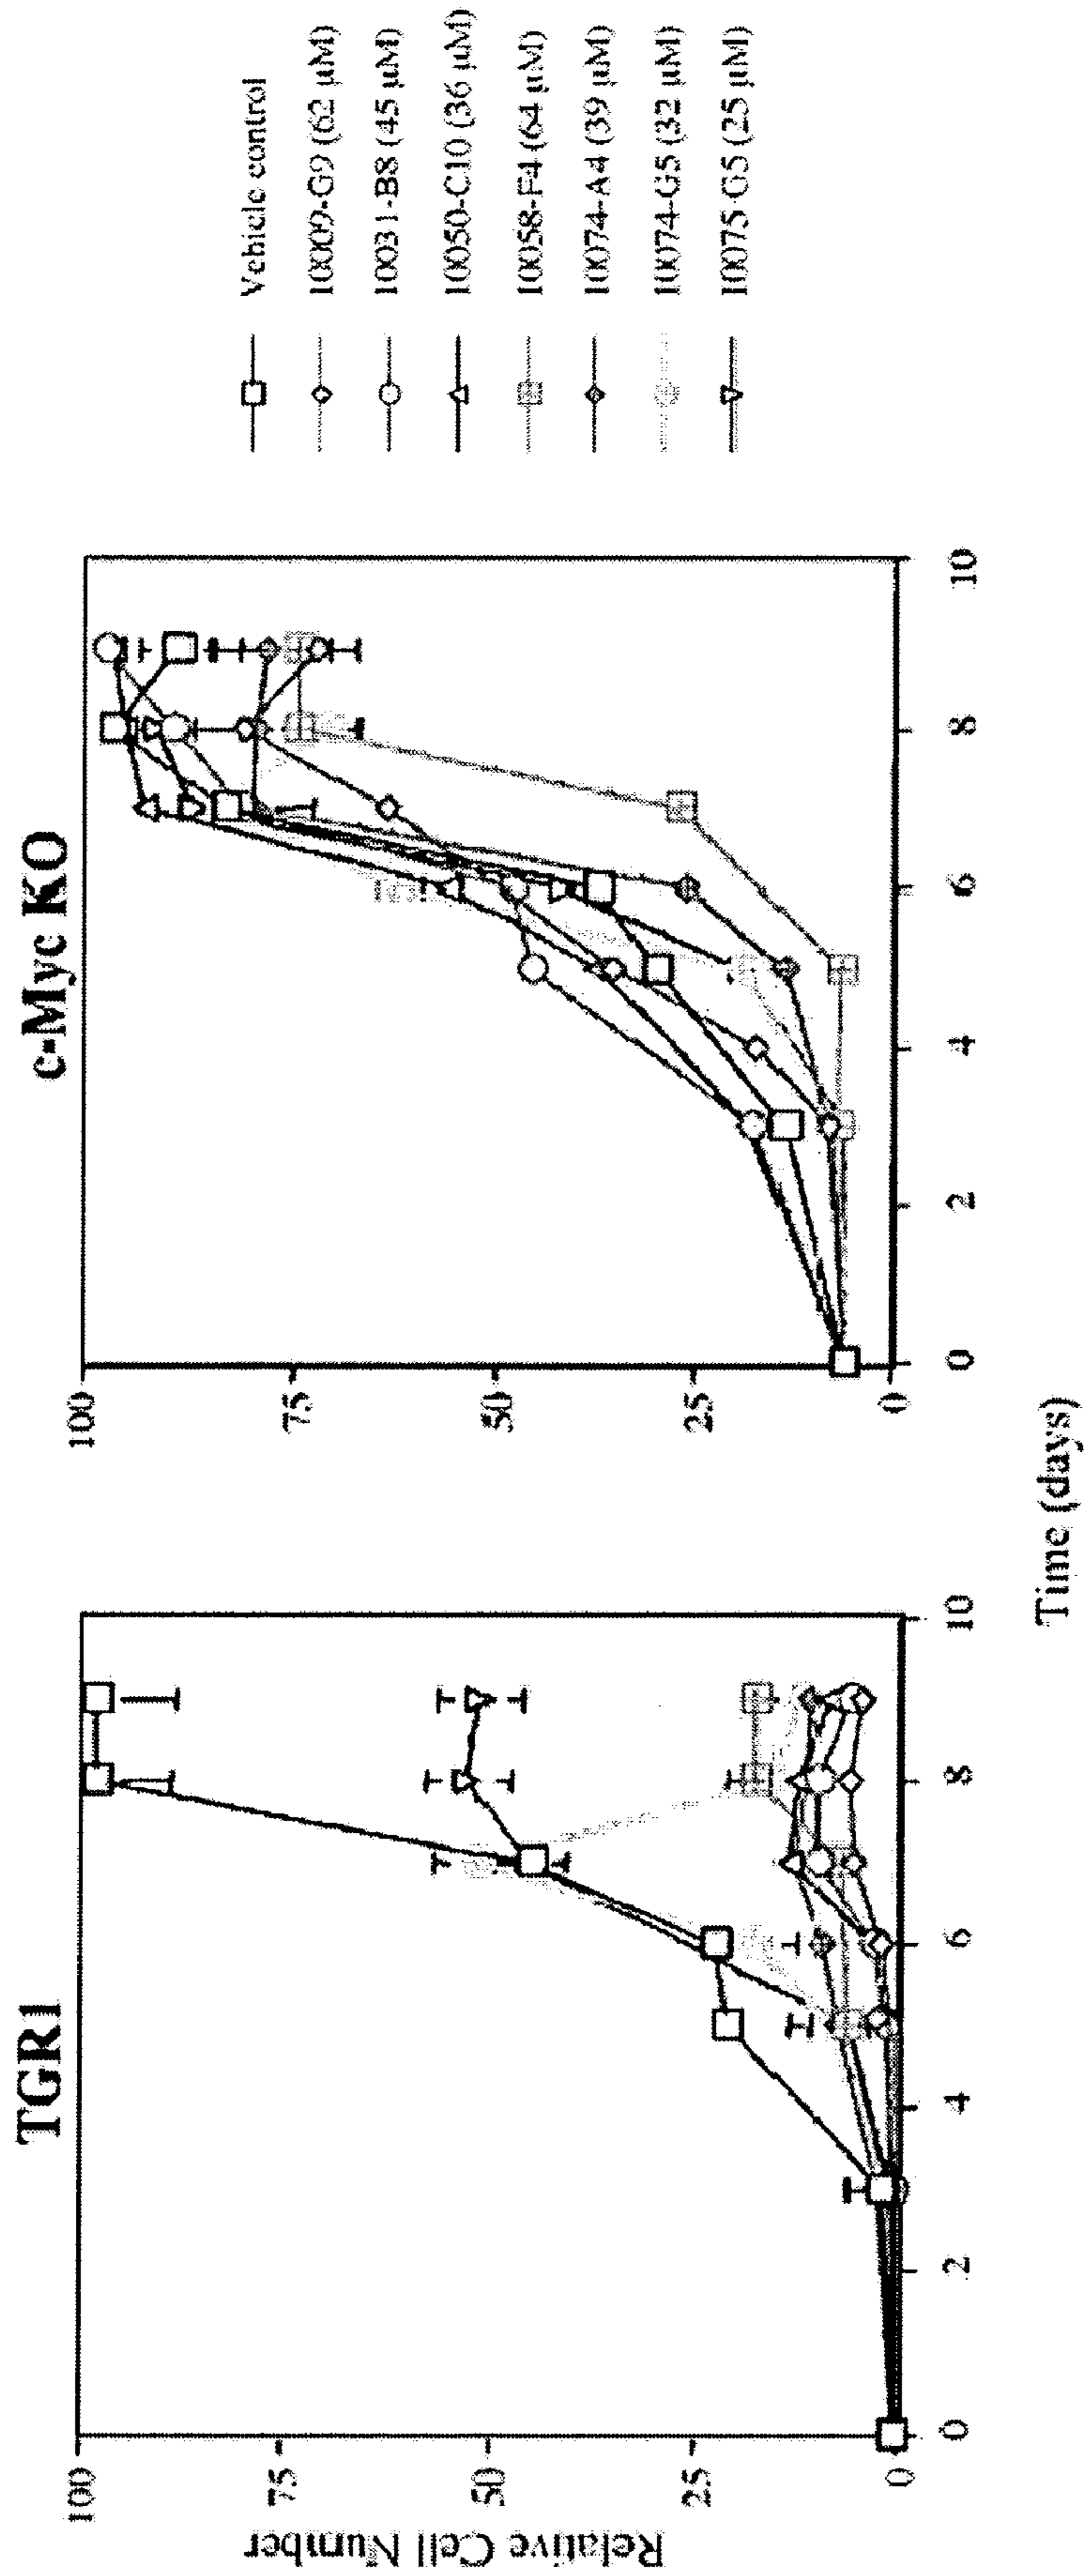 TGR1
c-Myc KO
Relative Cell Number
100
75
50
25
0
0
2
4
6
8
10
100
75
50
25
0
0
2
4
6
8
10
Time (days)
Vehicle control
10009-G9 (62 µM)
10031-B8 (45 µM)
10050-C10 (36 µM)
10058-F4 (64 µM)
10074-A4 (39 µM)
10074-G5 (32 µM)
10075-G5 (25 µM)